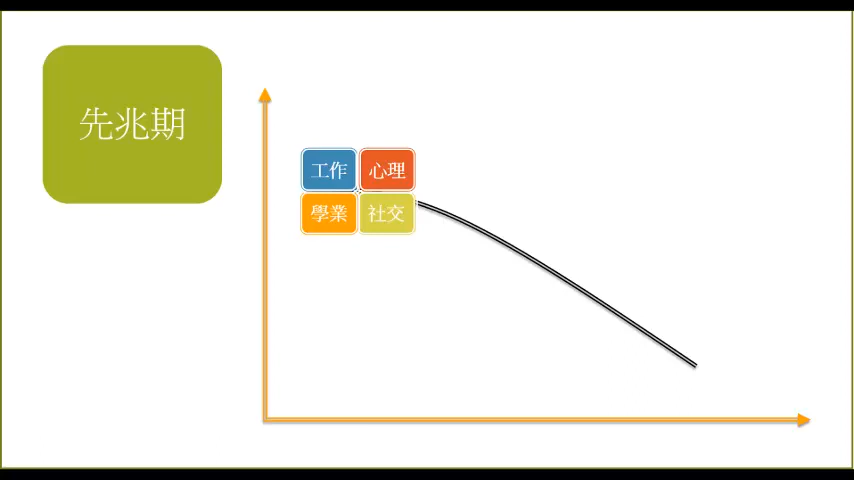 先兆期
工作 心理
學業 社交